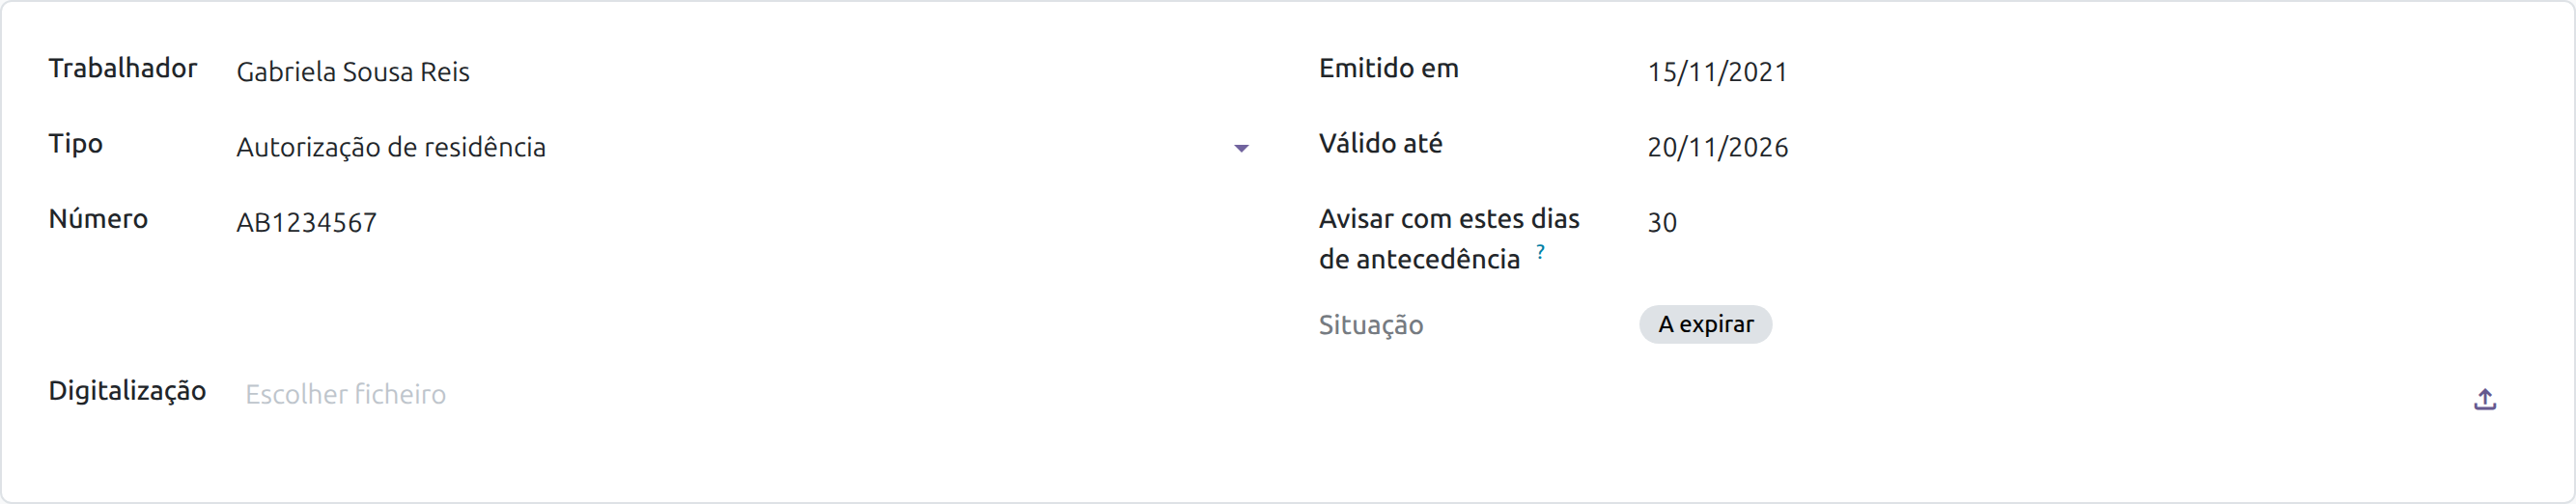 Trabalhador Gabriela Sousa Reis
Tipo Autorização de residência
Número AB1234567
Emitido em 15/11/2021
Válido até 20/11/2026
Avisar com estes dias 30
de antecedência ?
Situação A expirar
Digitalização Escolher ficheiro